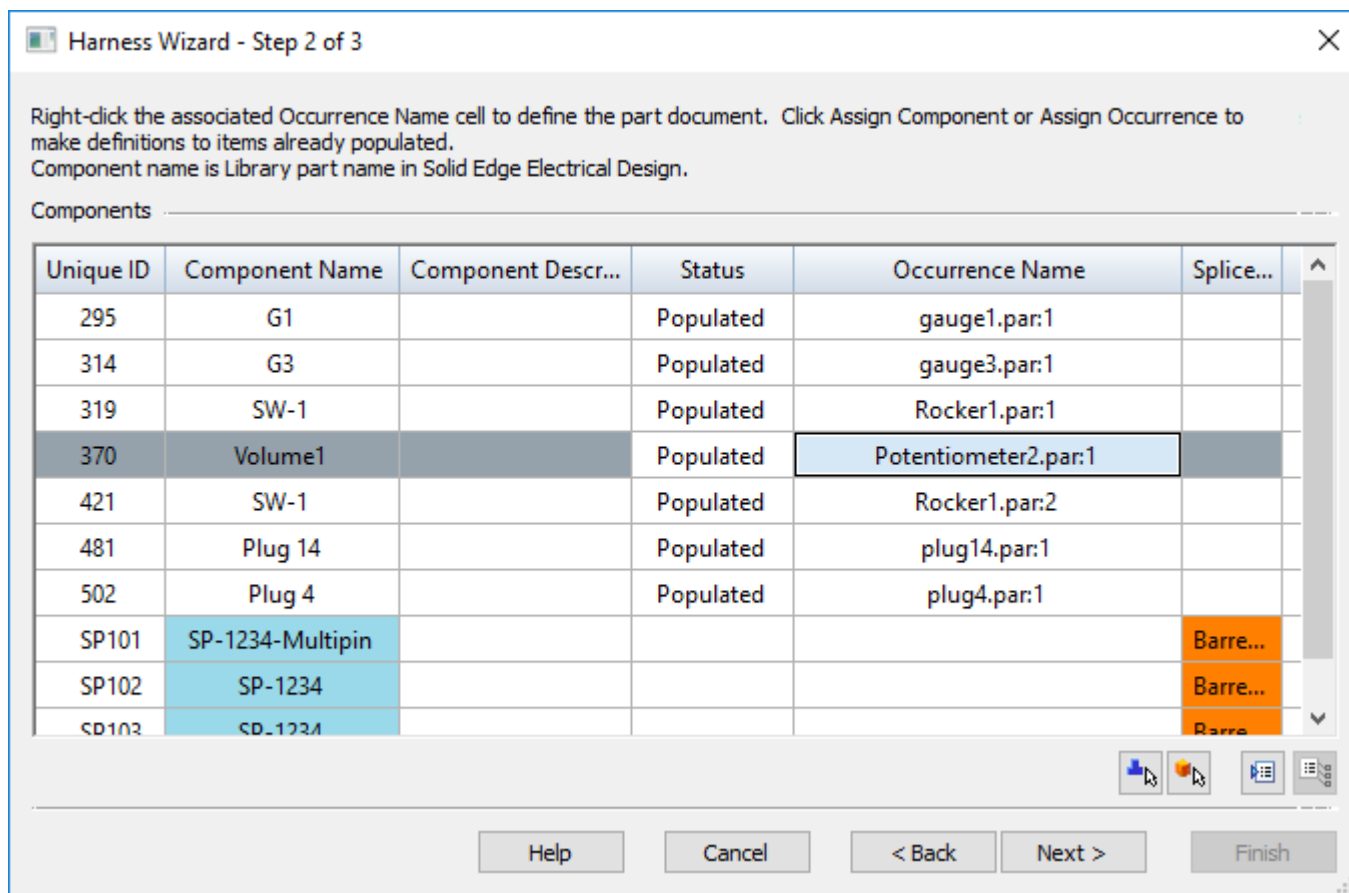 Harness Wizard - Step 2 of 3
Right-click the associated Occurrence Name cell to define the part document.  Click Assign Component or Assign Occurrence to
make definitions to items already populated.
Component name is Library part name in Solid Edge Electrical Design.
Components
Unique ID Component Name Component Descr... Status Occurrence Name Splice...
295 G1 Populated gauge1.par:1
314 G3 Populated gauge3.par:1
319 SW-1 Populated Rocker1.par:1
370 Volume1 Populated Potentiometer2.par:1
421 SW-1 Populated Rocker1.par:2
481 Plug 14 Populated plug14.par:1
502 Plug 4 Populated plug4.par:1
SP101 SP-1234-Multipin Barre...
SP102 SP-1234 Barre...
SP103 SP-1234 Barre...
Help Cancel < Back Next > Finish